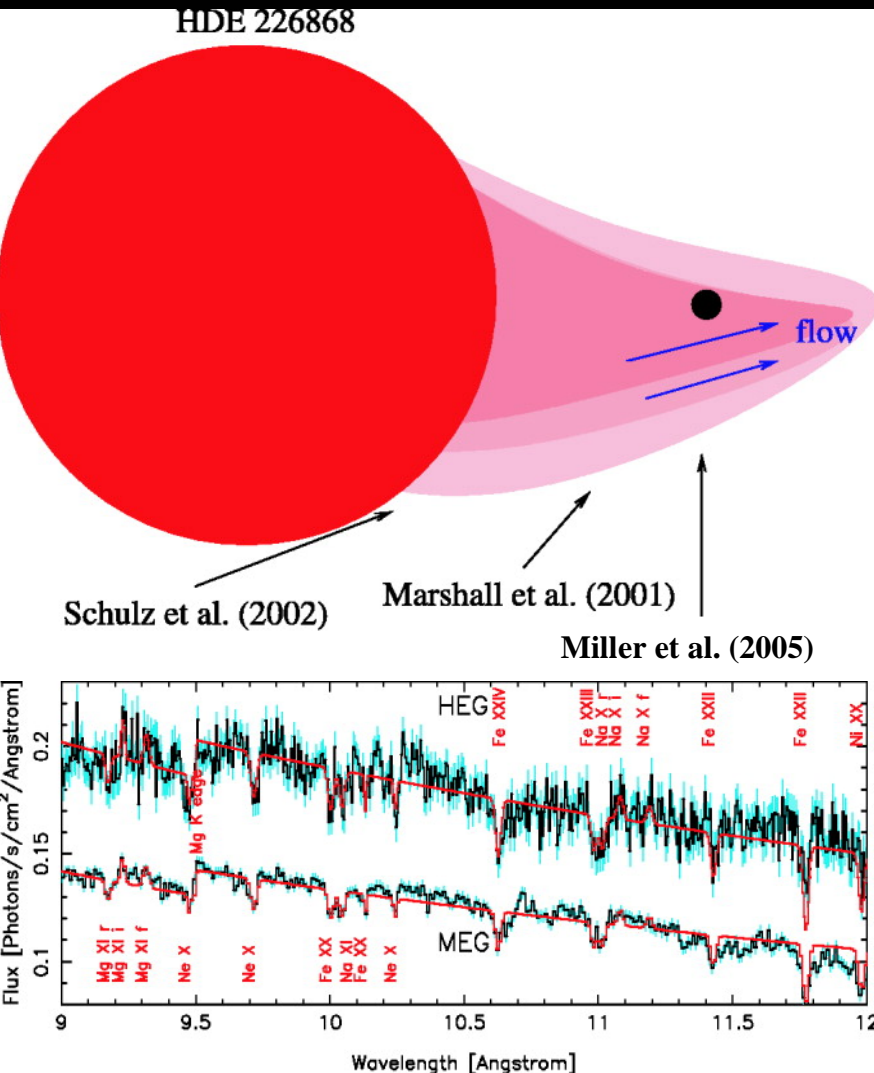 HDE 226868
flow
Schulz et al. (2002)
Marshall et al. (2001)
Miller et al. (2005)
Flux [Photons/s/cm²/Angstrom]
0.2
0.15
0.1
HEG
MEG
Fe XXIV
Fe XXIII
Na X r
Na X i
Na X f
Fe XXII
Fe XXII
Ni XX
Mg K edge
Mg XI r
Mg XI i
Mg XI f
Ne X
Ne X
Fe XX
Na XI
Fe XX
Ne X
9
9.5
10
10.5
11
11.5
12
Wavelength [Angstrom]